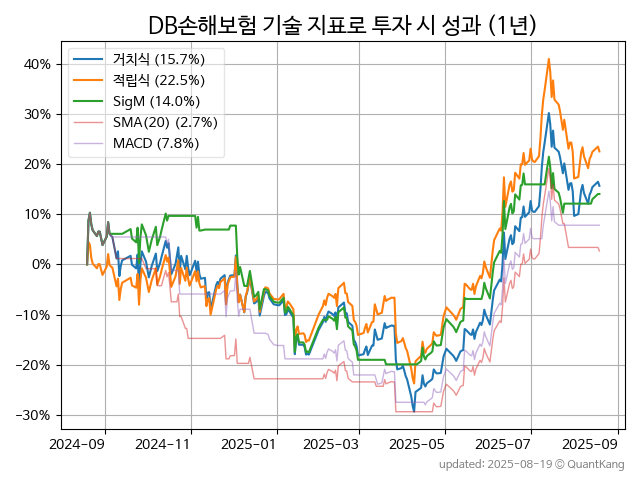 DB손해보험 기술 지표로 투자 시 성과 (1년)
거치식 (15.7%)
적립식 (22.5%)
SigM (14.0%)
SMA(20) (2.7%)
MACD (7.8%)
40%
30%
20%
10%
0%
−10%
−20%
−30%
2024-09 2024-11 2025-01 2025-03 2025-05 2025-07 2025-09
updated: 2025-08-19 ⓒ QuantKang